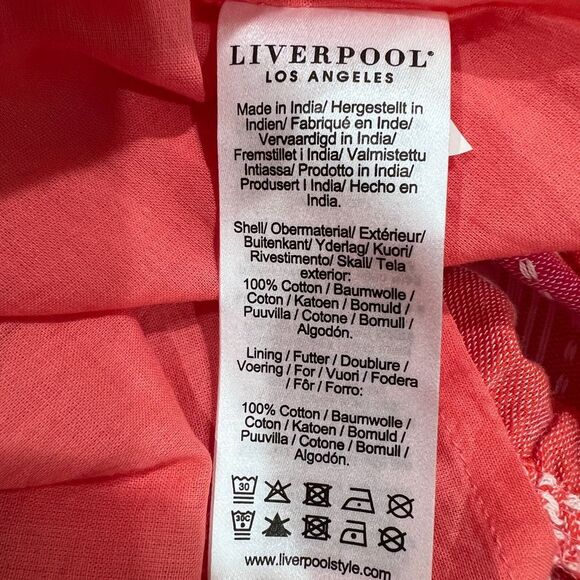 LIVERPOOL®
LOS ANGELES
Made in India/ Hergestellt in
Indien/ Fabriqué en Inde/
Vervaardigd in India/
Fremstillet i India/ Valmistettu
Intiassa/ Prodotto in India/
Produsert I India/ Hecho en
India.
Shell/ Obermaterial/ Extérieur/
Buitenkant/ Yderlag/ Kuori/
Rivestimento/ Skall/ Tela
exterior:
100% Cotton / Baumwolle /
Coton / Katoen / Bomuld /
Puuvilla / Cotone / Bomull /
Algodón.
Lining / Futter / Doublure /
Voering / For / Vuori / Fodera
/ Fôr / Forro:
100% Cotton / Baumwolle /
Coton / Katoen / Bomuld /
Puuvilla / Cotone / Bomull /
Algodón.
30
30C
www.liverpoolstyle.com